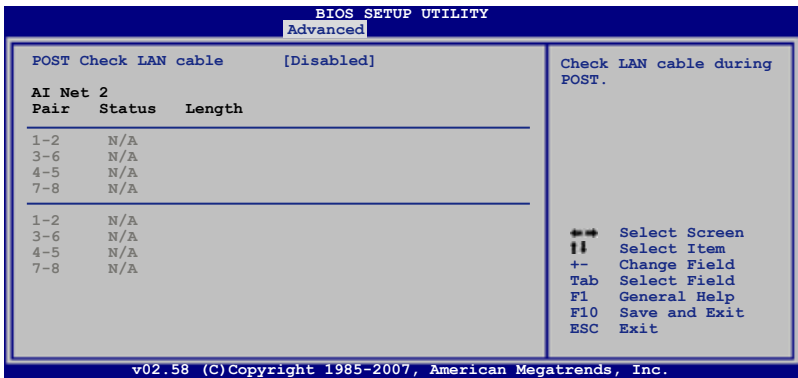 BIOS SETUP UTILITY
Advanced
POST Check LAN cable [Disabled]
AI Net 2
Pair Status Length
1-2 N/A
3-6 N/A
4-5 N/A
7-8 N/A
1-2 N/A
3-6 N/A
4-5 N/A
7-8 N/A
Check LAN cable during
POST.
←→ Select Screen
↑↓ Select Item
+- Change Field
Tab Select Field
F1 General Help
F10 Save and Exit
ESC Exit
v02.58 (C)Copyright 1985-2007, American Megatrends, Inc.